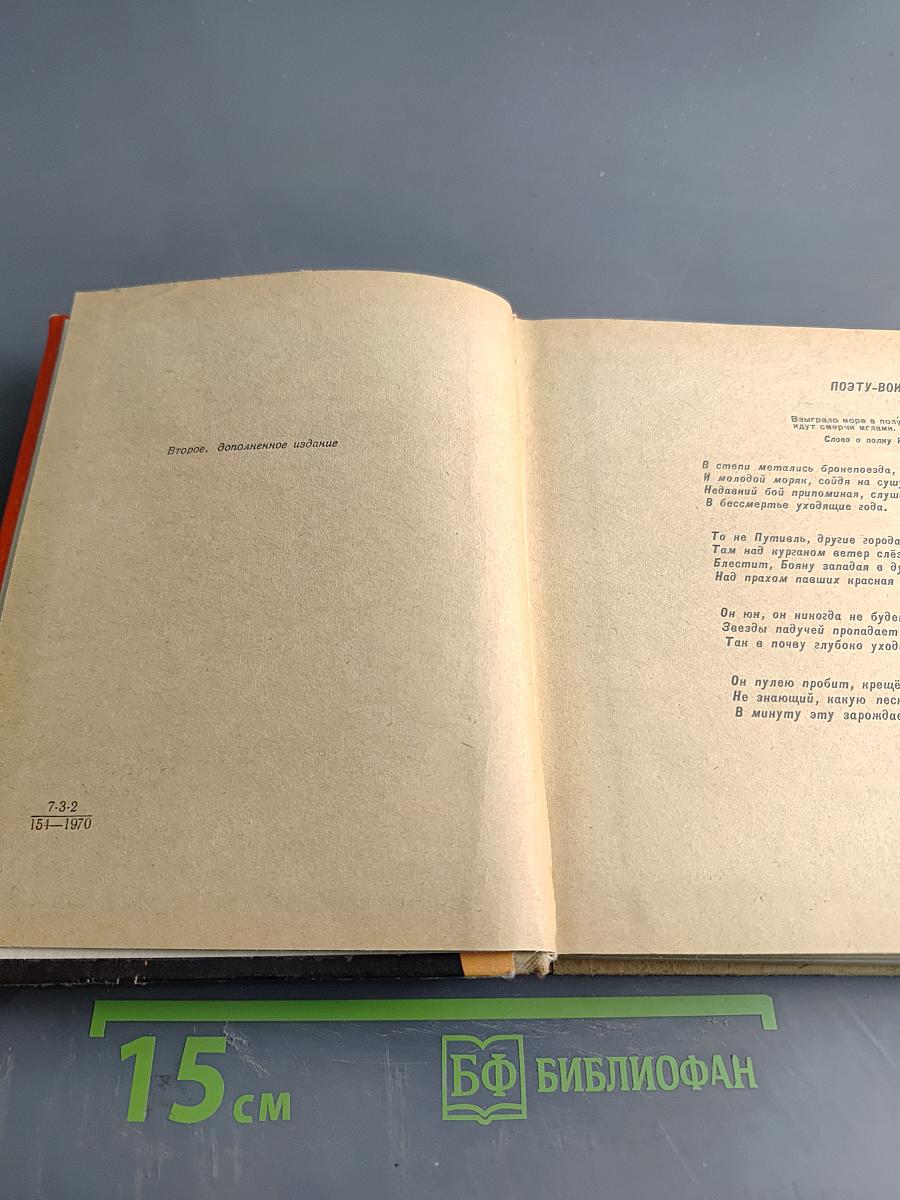 Второе, дополненное издание
7-3-2
154—1970
ПОЭТУ-ВОИ
Взыграло море в полу
идут смерчи мглами.
Слово о полку И
В степи метались бронепоезда,
И молодой моряк, сойдя на сушу
Недавний бой припоминая, слуша
В бессмертье уходящие года.
То не Путивль, другие города
Там над курганом ветер слёз
Блестит, Бояну западая в ду
Над прахом павших красная
Он юн, он никогда не буде
Звезды падучей пропадает
Так в почву глубоко уход
Он пулею пробит, крещё
Не знающий, какую песн
В минуту эту зарождае
15 см
БФ БИБЛИОФАН